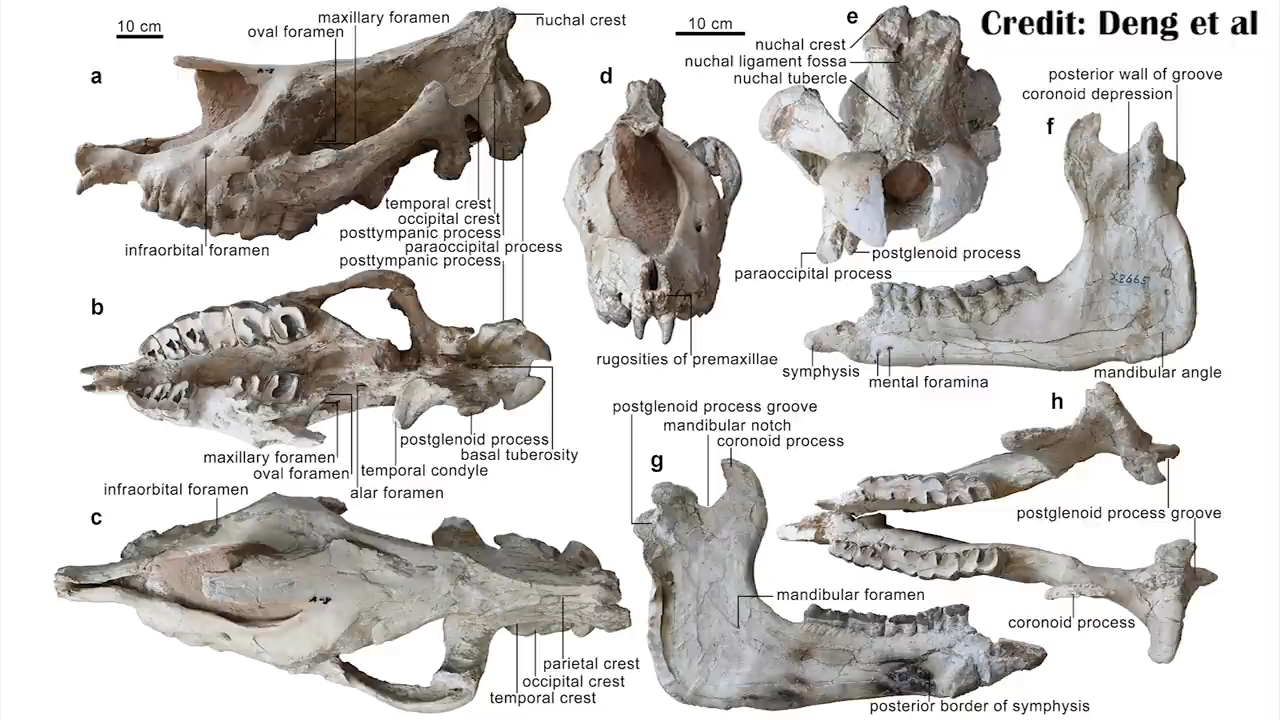 10 cm
maxillary foramen
oval foramen
nuchal crest
a
temporal crest
occipital crest
posttympanic process
paraoccipital process
infraorbital foramen
posttympanic process
b
postglenoid process
basal tuberosity
maxillary foramen
oval foramen
temporal condyle
alar foramen
infraorbital foramen
c
parietal crest
occipital crest
temporal crest
10 cm
d
rugosities of premaxillae
e
nuchal crest
nuchal ligament fossa
nuchal tubercle
postglenoid process
paraoccipital process
Credit: Deng et al
posterior wall of groove
coronoid depression
f
symphysis
mental foramina
mandibular angle
postglenoid process groove
mandibular notch
coronoid process
g
mandibular foramen
posterior border of symphysis
h
postglenoid process groove
coronoid process